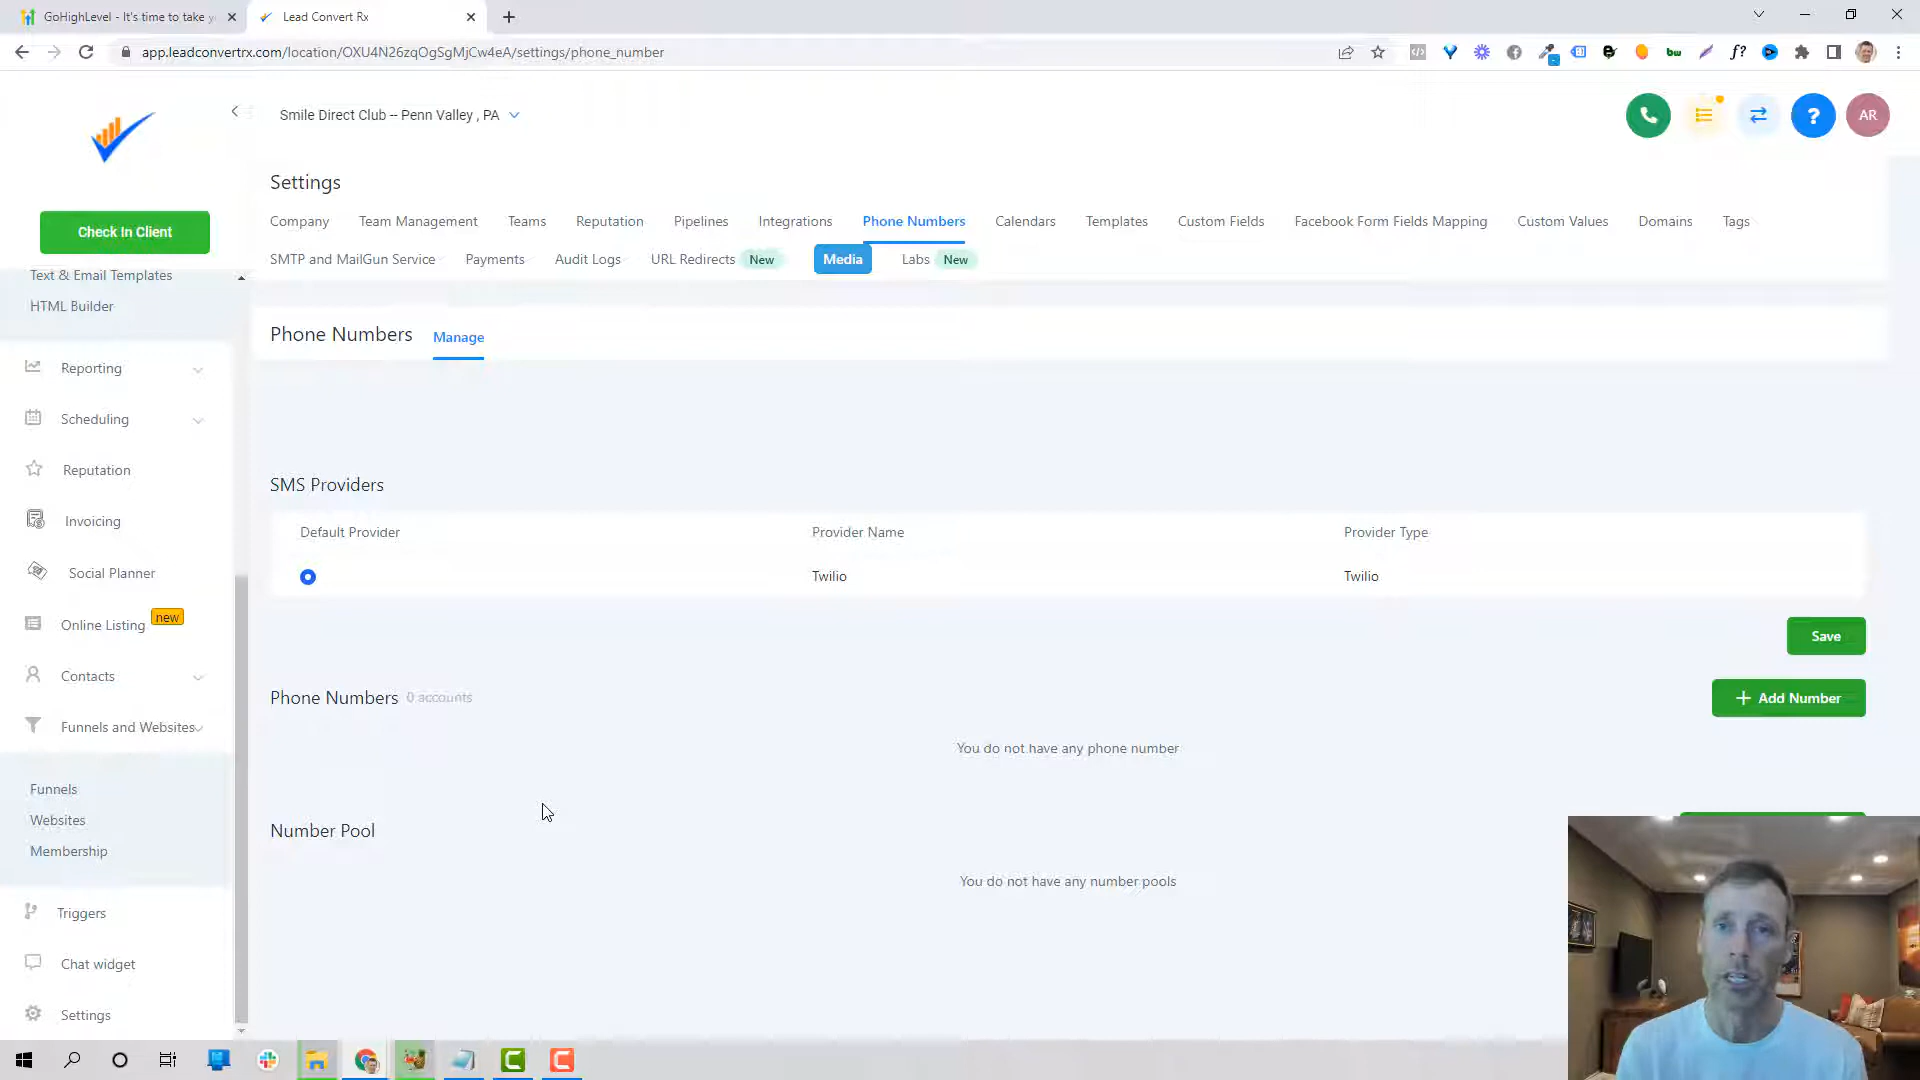 GoHighLevel - It's time to take y
Lead Convert Rx
app.leadconvertrx.com/location/OXU4N26zqOgSgMjCw4eA/settings/phone_number
bw
f?
Smile Direct Club -- Penn Valley , PA
?
AR
Check In Client
Text & Email Templates
HTML Builder
Reporting
Scheduling
Reputation
Invoicing
Social Planner
Online Listing new
Contacts
Funnels and Websites
Funnels
Websites
Membership
Triggers
Chat widget
Settings
Settings
Company Team Management Teams Reputation Pipelines Integrations Phone Numbers Calendars Templates Custom Fields Facebook Form Fields Mapping Custom Values Domains Tags
SMTP and MailGun Service Payments Audit Logs URL Redirects New Media Labs New
Phone Numbers Manage
SMS Providers
Default Provider Provider Name Provider Type
Twilio Twilio
Save
Phone Numbers 0 accounts
Add Number
You do not have any phone number
Number Pool
You do not have any number pools